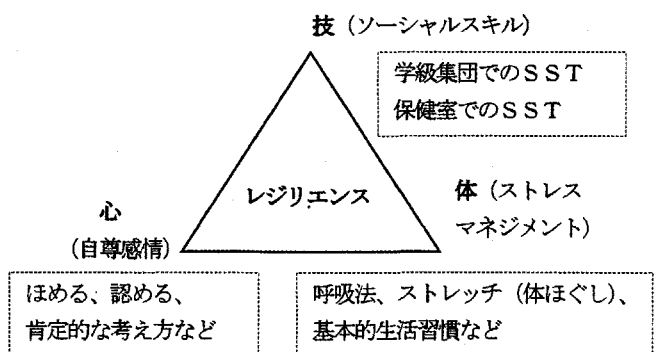 技（ソーシャルスキル）
学級集団でのＳＳＴ
保健室でのＳＳＴ
レジリエンス
体（ストレス
マネジメント）
心
（自尊感情）
ほめる、認める、
肯定的な考え方など
呼吸法、ストレッチ（体ほぐし）、
基本的生活習慣など